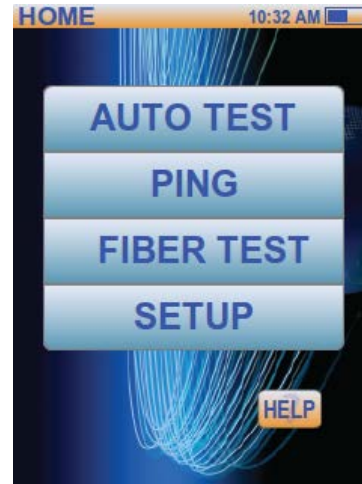 HOME 10:32 AM
AUTO TEST
PING
FIBER TEST
SETUP
HELP